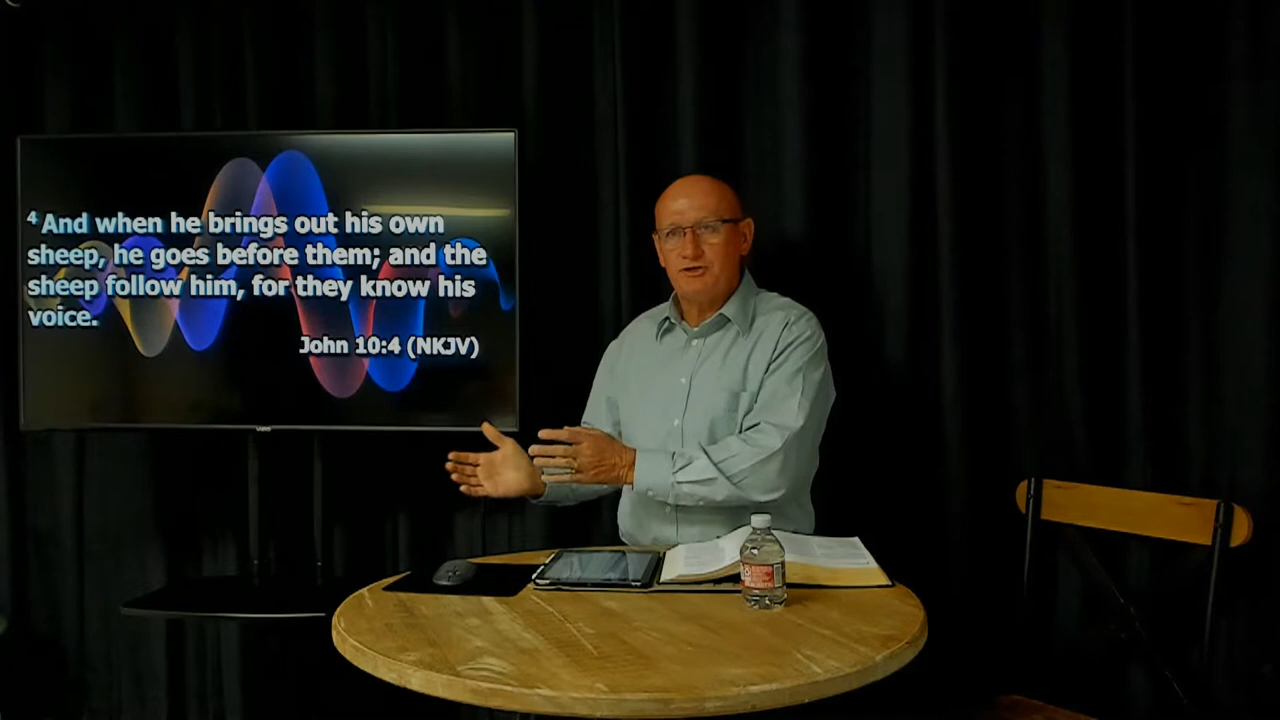 ⁴ And when he brings out his own
sheep, he goes before them; and the
sheep follow him, for they know his
voice.
John 10:4 (NKJV)
VIZIO